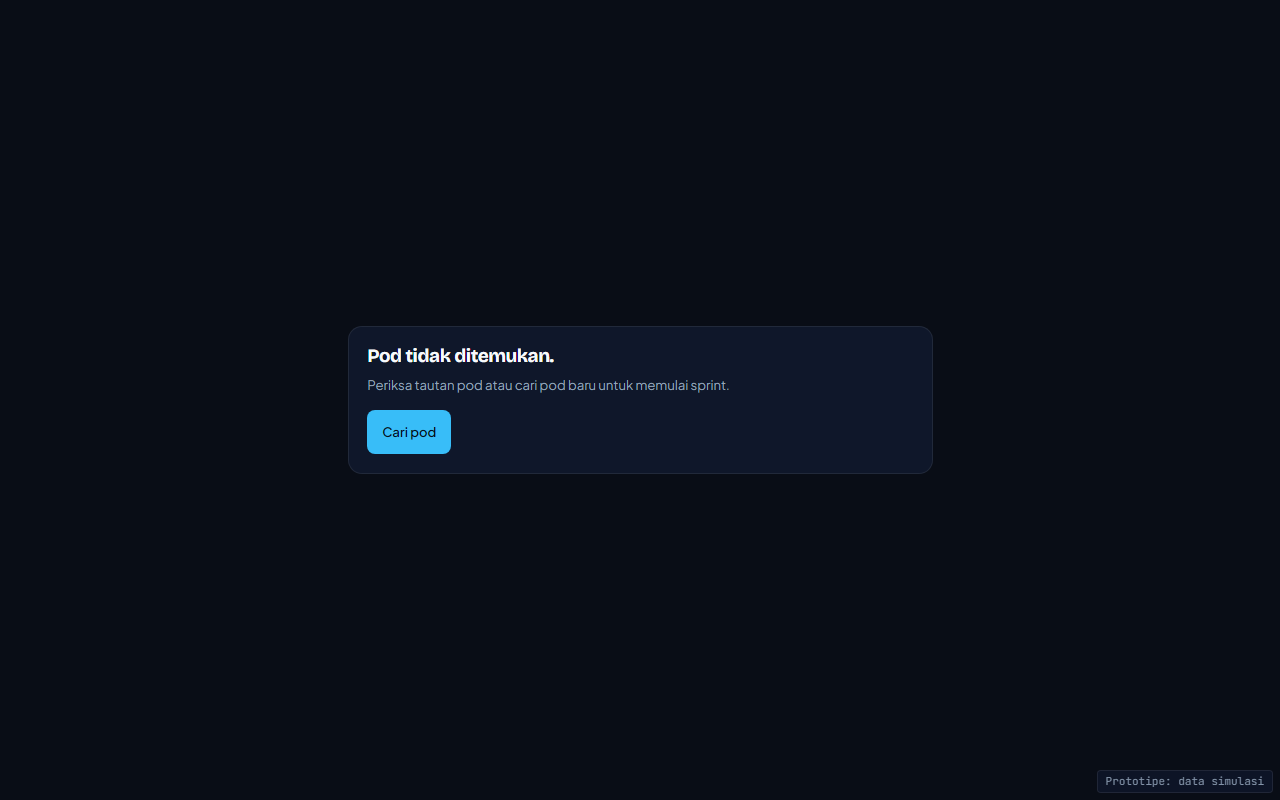 Pod tidak ditemukan.
Periksa tautan pod atau cari pod baru untuk memulai sprint.
Cari pod
Prototipe: data simulasi